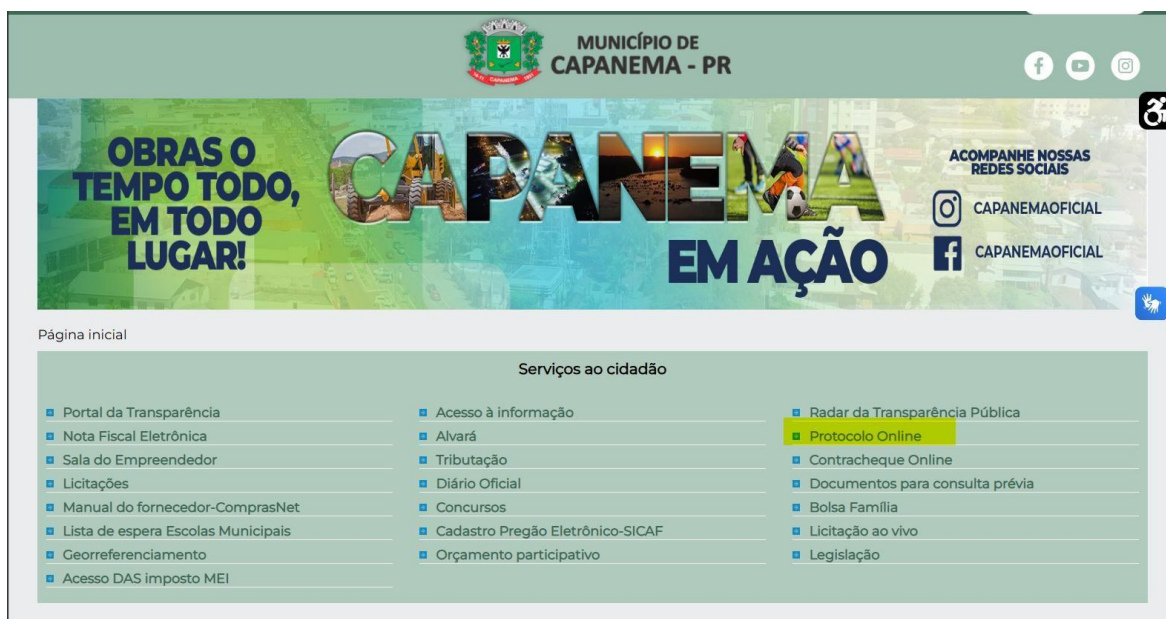 MUNICÍPIO DE
CAPANEMA - PR
OBRAS O
TEMPO TODO,
EM TODO
LUGAR!
CAPANEMA
EM AÇÃO
ACOMPANHE NOSSAS
REDES SOCIAIS
CAPANEMAOFICIAL
CAPANEMAOFICIAL
Página inicial
Serviços ao cidadão
Portal da Transparência
Nota Fiscal Eletrônica
Sala do Empreendedor
Licitações
Manual do fornecedor-ComprasNet
Lista de espera Escolas Municipais
Georreferenciamento
Acesso DAS imposto MEI
Acesso à informação
Alvará
Tributação
Diário Oficial
Concursos
Cadastro Pregão Eletrônico-SICAF
Orçamento participativo
Radar da Transparência Pública
Protocolo Online
Contracheque Online
Documentos para consulta prévia
Bolsa Família
Licitação ao vivo
Legislação